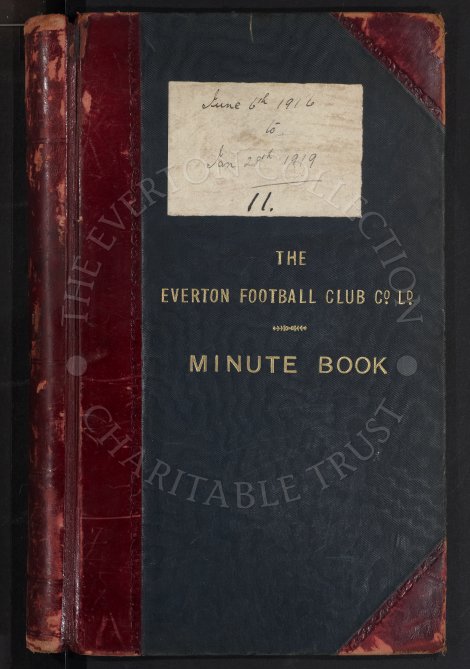 June 6th 1916
to
Jan 28th 1919
11.
THE
EVERTON FOOTBALL CLUB Co. Ld.
MINUTE BOOK
THE EVERTON COLLECTION
CHARITABLE TRUST